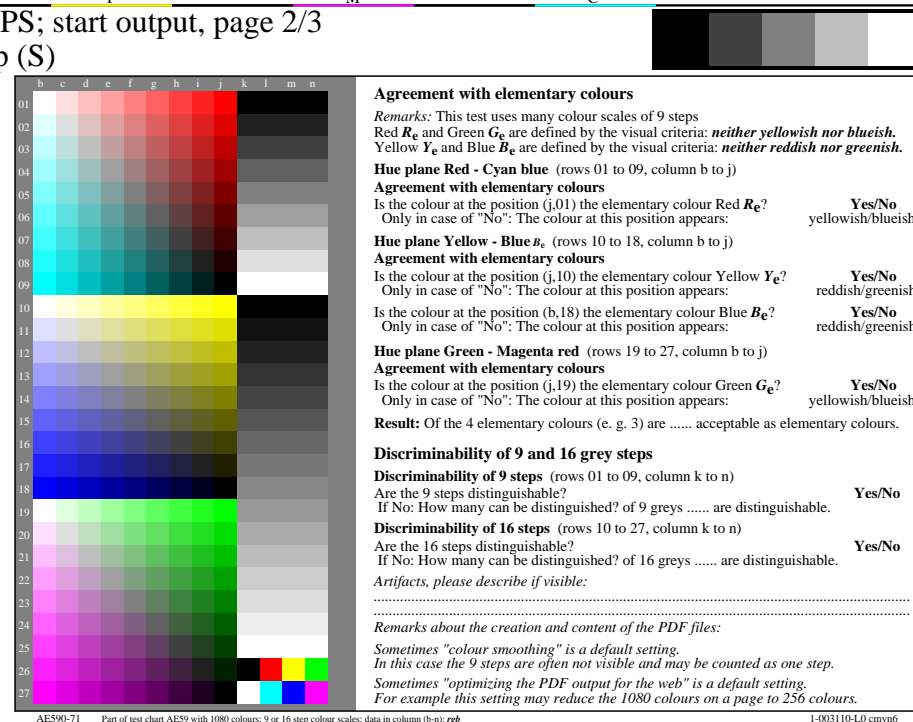 PS; start output, page 2/3
p (S)
b c d e f g h i j k l m n
01
02
03
04
05
06
07
08
09
10
11
12
13
14
15
16
17
18
19
20
21
22
23
24
25
26
27
Agreement with elementary colours
Remarks: This test uses many colour scales of 9 steps
Red Re and Green Ge are defined by the visual criteria: neither yellowish nor blueish.
Yellow Ye and Blue Be are defined by the visual criteria: neither reddish nor greenish.
Hue plane Red - Cyan blue (rows 01 to 09, column b to j)
Agreement with elementary colours
Is the colour at the position (j,01) the elementary colour Red Re? Yes/No
Only in case of "No": The colour at this position appears: yellowish/blueish
Hue plane Yellow - Blue Be (rows 10 to 18, column b to j)
Agreement with elementary colours
Is the colour at the position (j,10) the elementary colour Yellow Ye? Yes/No
Only in case of "No": The colour at this position appears: reddish/greenish
Is the colour at the position (b,18) the elementary colour Blue Be? Yes/No
Only in case of "No": The colour at this position appears: reddish/greenish
Hue plane Green - Magenta red (rows 19 to 27, column b to j)
Agreement with elementary colours
Is the colour at the position (j,19) the elementary colour Green Ge? Yes/No
Only in case of "No": The colour at this position appears: yellowish/blueish
Result: Of the 4 elementary colours (e. g. 3) are ...... acceptable as elementary colours.
Discriminability of 9 and 16 grey steps
Discriminability of 9 steps (rows 01 to 09, column k to n)
Are the 9 steps distinguishable? Yes/No
If No: How many can be distinguished? of 9 greys ...... are distinguishable.
Discriminability of 16 steps (rows 10 to 27, column k to n)
Are the 16 steps distinguishable? Yes/No
If No: How many can be distinguished? of 16 greys ...... are distinguishable.
Artifacts, please describe if visible:
Remarks about the creation and content of the PDF files:
Sometimes "colour smoothing" is a default setting.
In this case the 9 steps are often not visible and may be counted as one step.
Sometimes "optimizing the PDF output for the web" is a default setting.
For example this setting may reduce the 1080 colours on a page to 256 colours.
AE590-71 Part of test chart AE59 with 1080 colours; 9 or 16 step colour scales; data in column (b-n): rgb 1-003110-L0 cmyn6